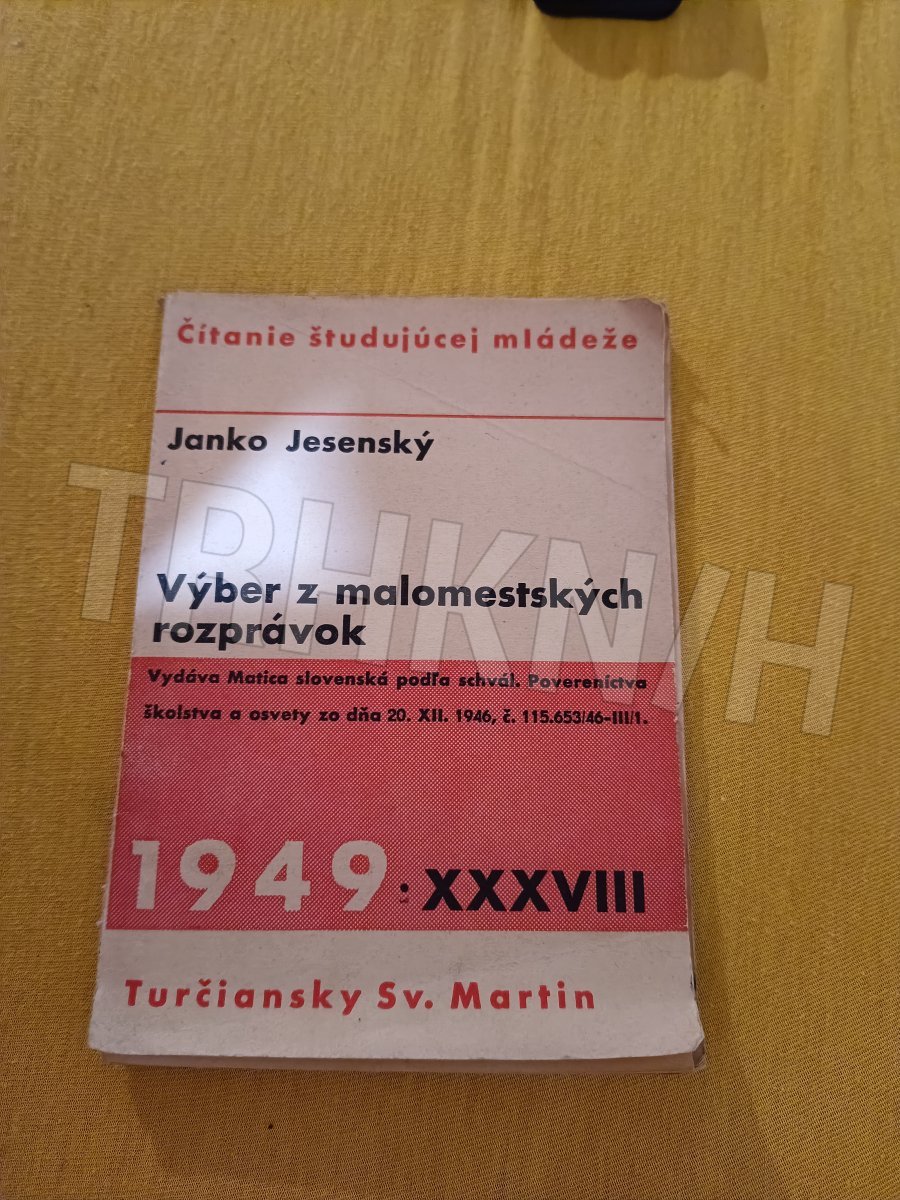 Čítanie študujúcej mládeže
Janko Jesenský
Výber z malomestských
rozprávok
Vydáva Matica slovenská podľa schvál. Povereníctva
školstva a osvety zo dňa 20. XII. 1946, č. 115.653/46-III/1.
1949 : XXXVIII
Turčiansky Sv. Martin
TRHKNIH